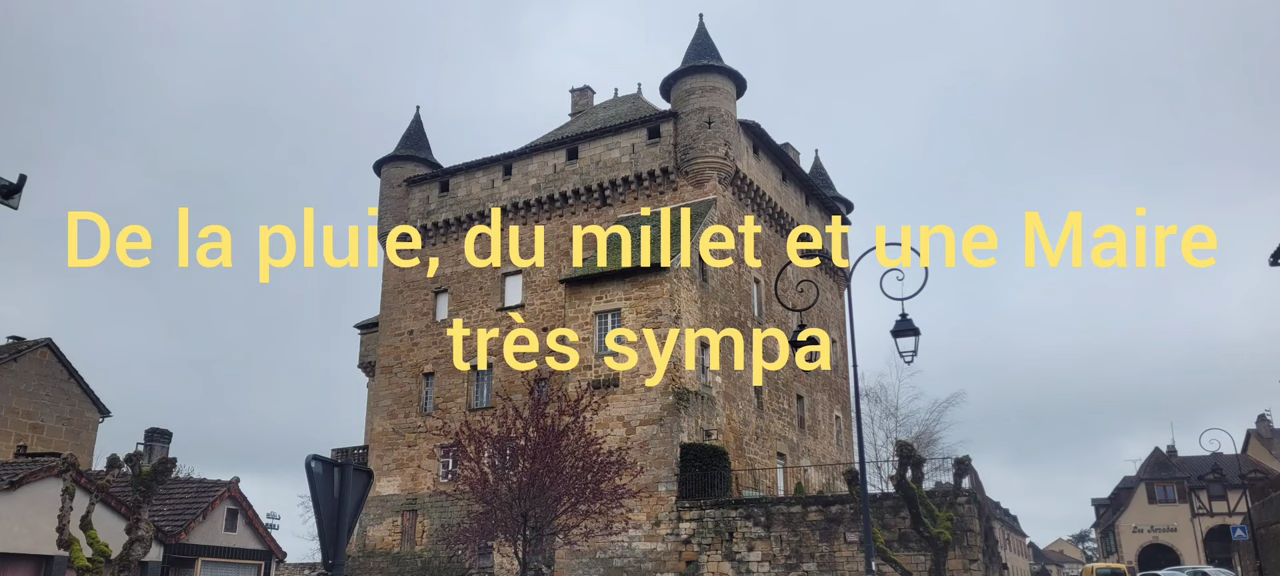 De la pluie, du millet et une Maire
très sympa